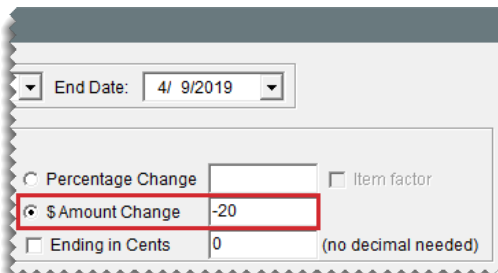 End Date: 4/ 9/2019
Percentage Change Item factor
$ Amount Change -20
Ending in Cents 0 (no decimal needed)